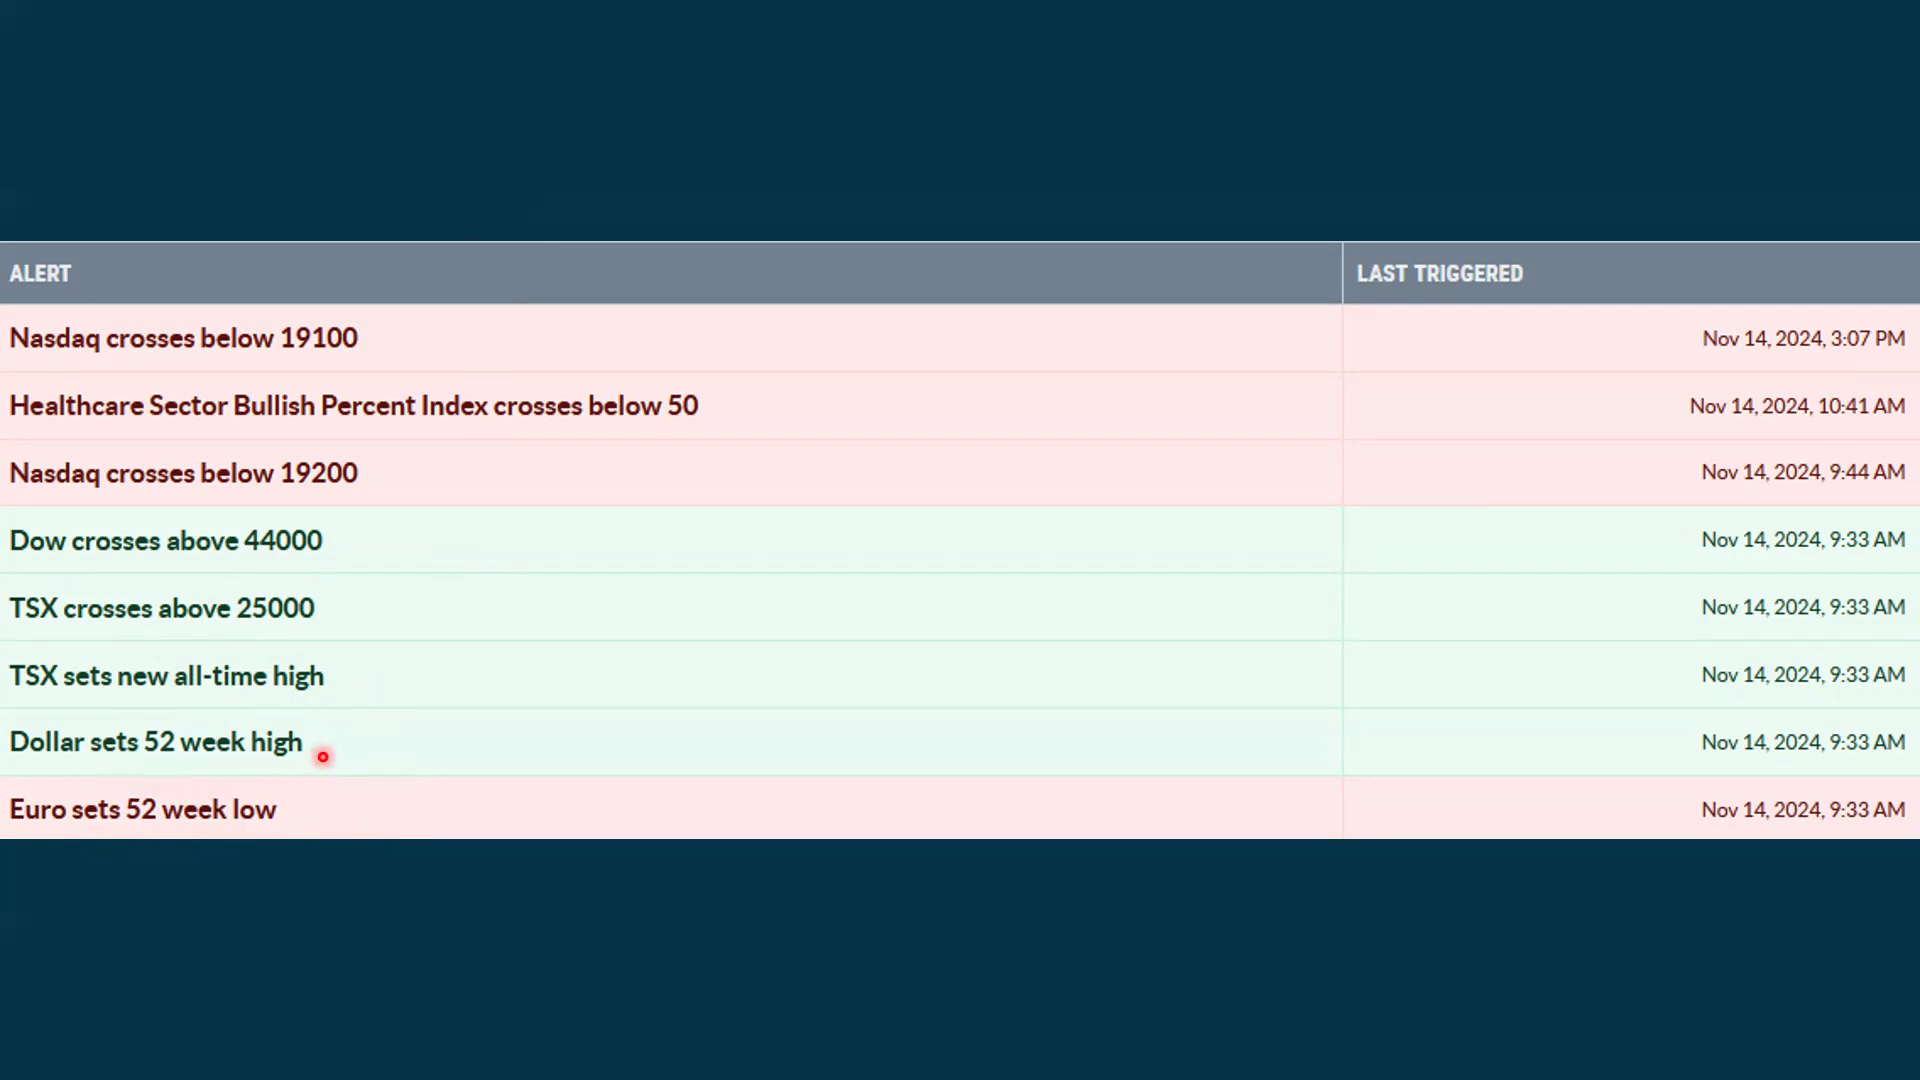 ALERT LAST TRIGGERED
Nasdaq crosses below 19100 Nov 14, 2024, 3:07 PM
Healthcare Sector Bullish Percent Index crosses below 50 Nov 14, 2024, 10:41 AM
Nasdaq crosses below 19200 Nov 14, 2024, 9:44 AM
Dow crosses above 44000 Nov 14, 2024, 9:33 AM
TSX crosses above 25000 Nov 14, 2024, 9:33 AM
TSX sets new all-time high Nov 14, 2024, 9:33 AM
Dollar sets 52 week high Nov 14, 2024, 9:33 AM
Euro sets 52 week low Nov 14, 2024, 9:33 AM